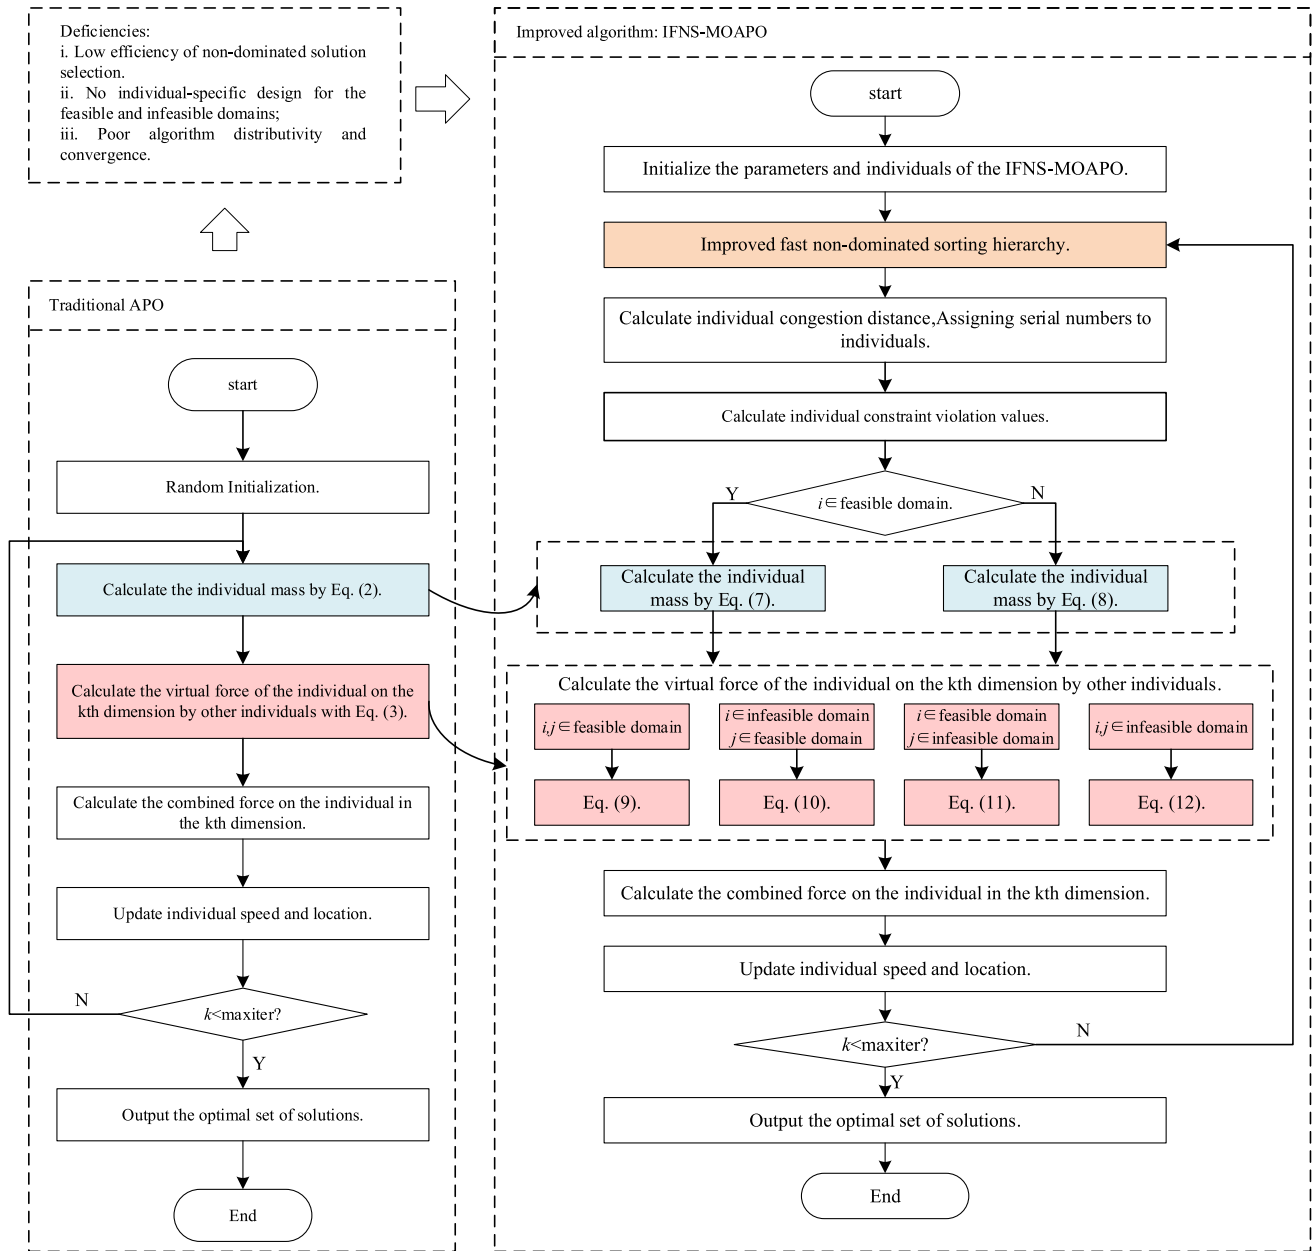 Deficiencies:
i. Low efficiency of non-dominated solution
selection.
ii. No individual-specific design for the
feasible and infeasible domains;
iii. Poor algorithm distributivity and
convergence.
Traditional APO
start
Random Initialization.
Calculate the individual mass by Eq. (2).
Calculate the virtual force of the individual on the
kth dimension by other individuals with Eq. (3).
Calculate the combined force on the individual in
the kth dimension.
Update individual speed and location.
N
k<maxiter?
Y
Output the optimal set of solutions.
End
Improved algorithm: IFNS-MOAPO
start
Initialize the parameters and individuals of the IFNS-MOAPO.
Improved fast non-dominated sorting hierarchy.
Calculate individual congestion distance,Assigning serial numbers to
individuals.
Calculate individual constraint violation values.
Y
i∈feasible domain.
N
Calculate the individual
mass by Eq. (7).
Calculate the individual
mass by Eq. (8).
Calculate the virtual force of the individual on the kth dimension by other individuals.
i,j∈feasible domain
i∈infeasible domain
j∈feasible domain
i∈feasible domain
j∈infeasible domain
i,j∈infeasible domain
Eq. (9).
Eq. (10).
Eq. (11).
Eq. (12).
Calculate the combined force on the individual in the kth dimension.
Update individual speed and location.
k<maxiter?
N
Y
Output the optimal set of solutions.
End